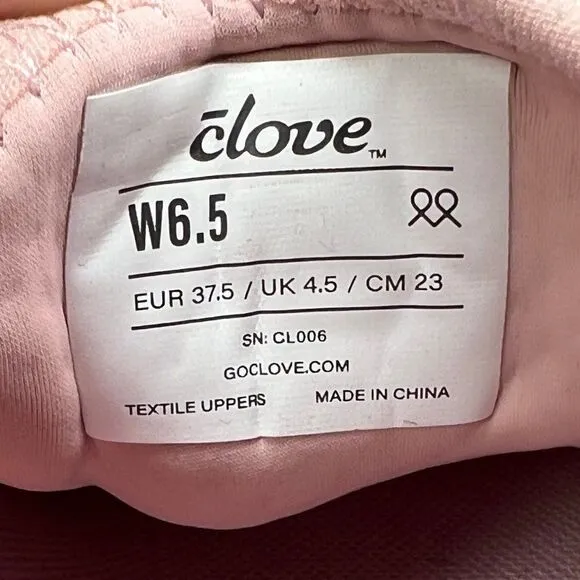 clove™
W6.5
EUR 37.5 / UK 4.5 / CM 23
SN: CL006
GOCLOVE.COM
TEXTILE UPPERS MADE IN CHINA